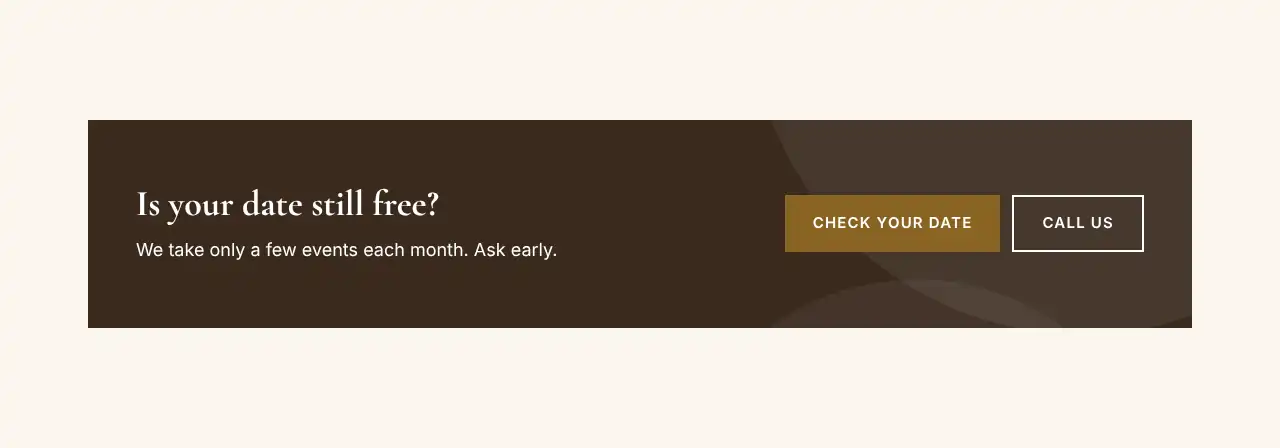 Is your date still free?
We take only a few events each month. Ask early.
CHECK YOUR DATE
CALL US